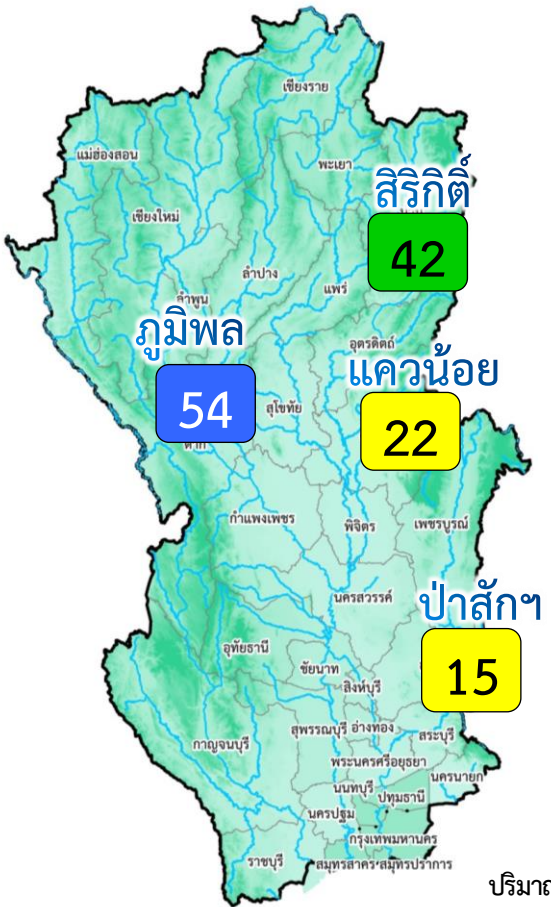 เชียงราย
แม่ฮ่องสอน
พะเยา
สิริกิติ์
เชียงใหม่
42
ลำปาง
แพร่
ลำพูน
ภูมิพล
อุตรดิตถ์
แควน้อย
54
สุโขทัย
22
ตาก
กำแพงเพชร
พิจิตร
เพชรบูรณ์
นครสวรรค์
ป่าสักฯ
อุทัยธานี
ชัยนาท
15
สิงห์บุรี
สุพรรณบุรี อ่างทอง
สระบุรี
กาญจนบุรี
พระนครศรีอยุธยา
นครนายก
นนทบุรี
ปทุมธานี
นครปฐม
กรุงเทพมหานคร
ราชบุรี
สมุทรสาคร สมุทรปราการ